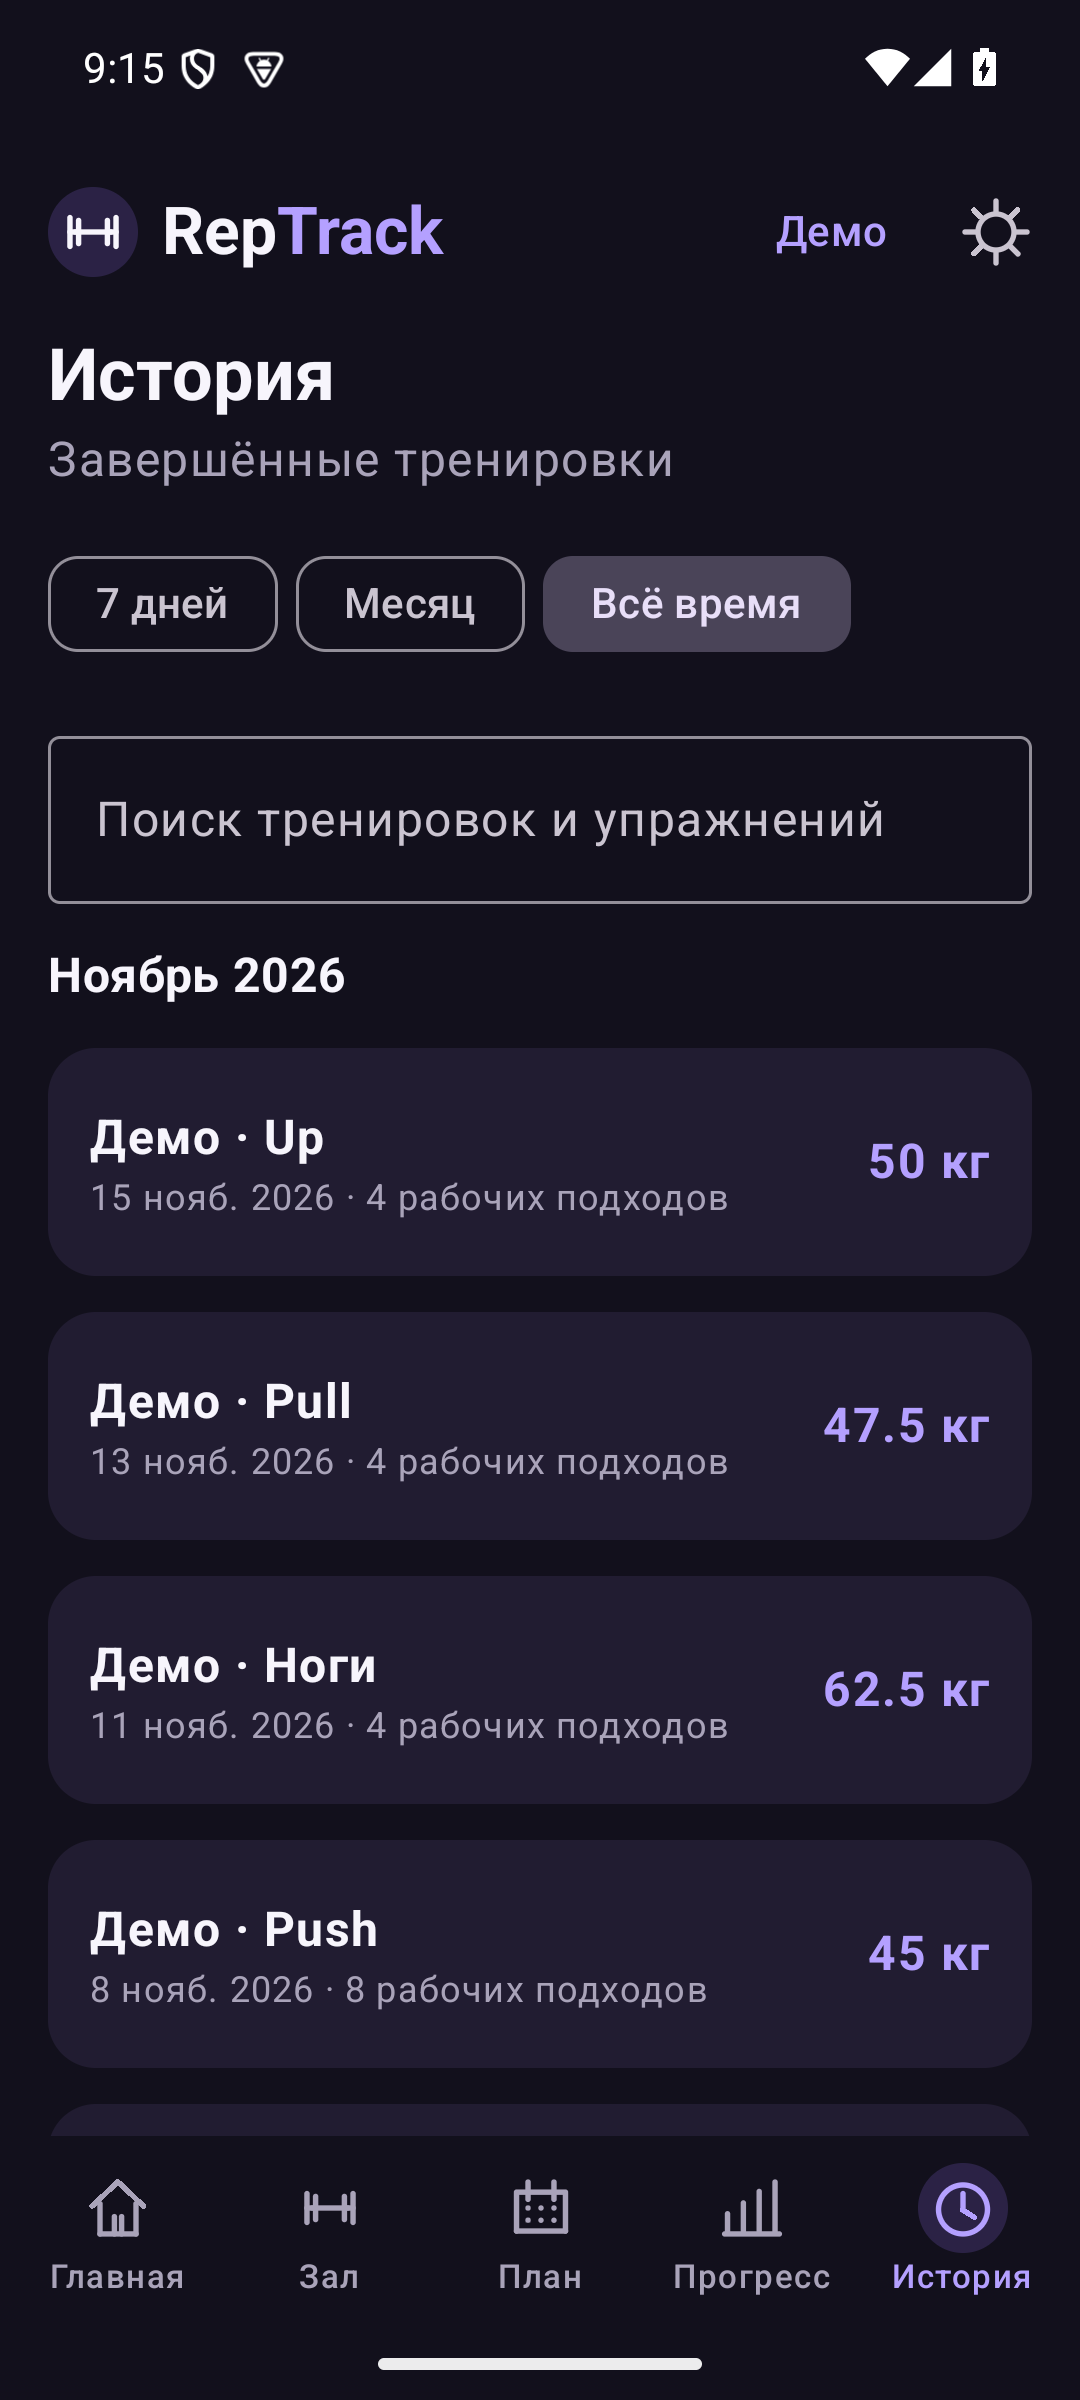 9:15
RepTrack
Демо
История
Завершённые тренировки
7 дней
Месяц
Всё время
Поиск тренировок и упражнений
Ноябрь 2026
Демо · Up
15 нояб. 2026 · 4 рабочих подходов
50 кг
Демо · Pull
13 нояб. 2026 · 4 рабочих подходов
47.5 кг
Демо · Ноги
11 нояб. 2026 · 4 рабочих подходов
62.5 кг
Демо · Push
8 нояб. 2026 · 8 рабочих подходов
45 кг
Главная
Зал
План
Прогресс
История